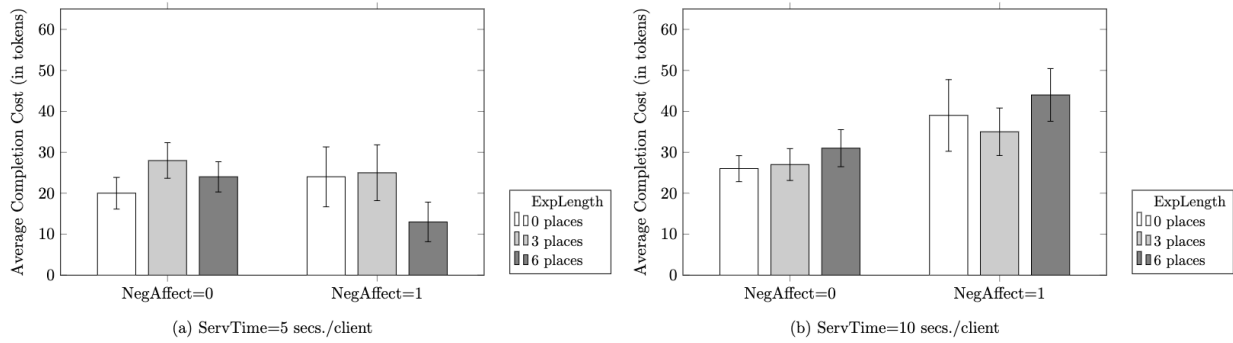 Average Completion Cost (in tokens)
60
50
40
30
20
10
0
NegAffect=0 NegAffect=1
ExpLength
0 places
3 places
6 places
(a) ServTime=5 secs./client
Average Completion Cost (in tokens)
60
50
40
30
20
10
0
NegAffect=0 NegAffect=1
ExpLength
0 places
3 places
6 places
(b) ServTime=10 secs./client